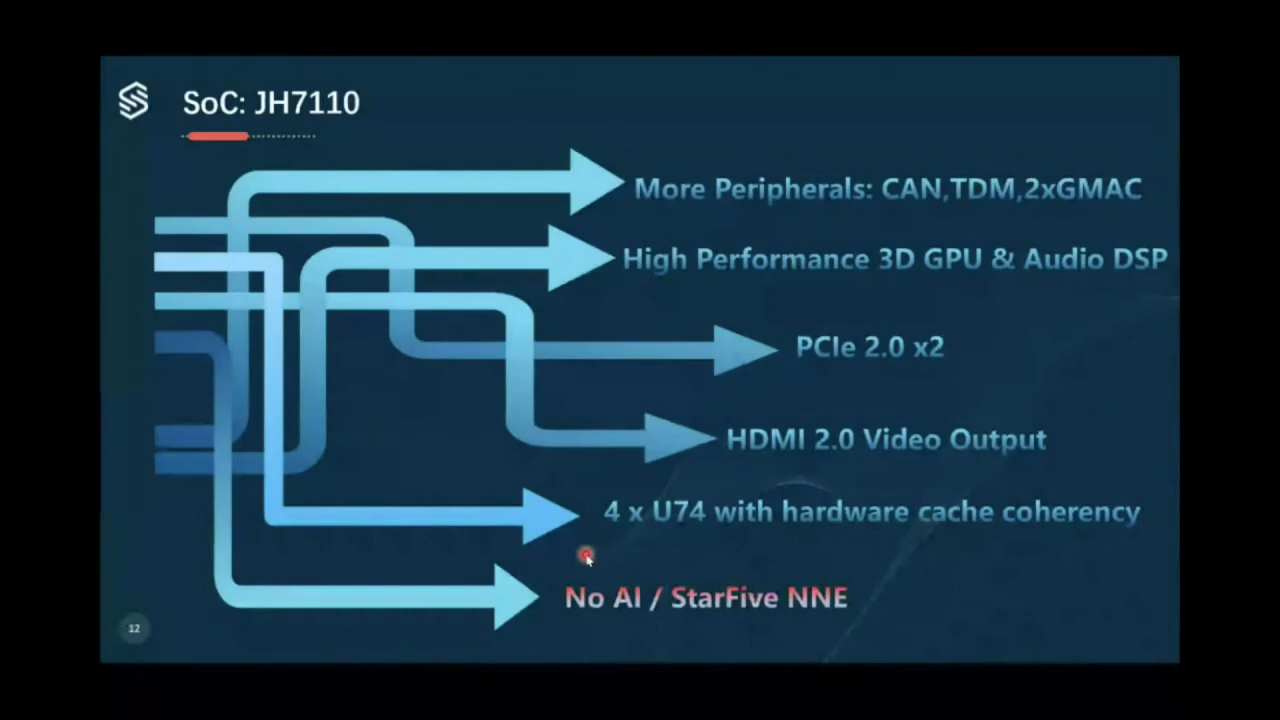 SoC: JH7110
More Peripherals: CAN,TDM,2xGMAC
High Performance 3D GPU & Audio DSP
PCIe 2.0 x2
HDMI 2.0 Video Output
4 x U74 with hardware cache coherency
No AI / StarFive NNE
12